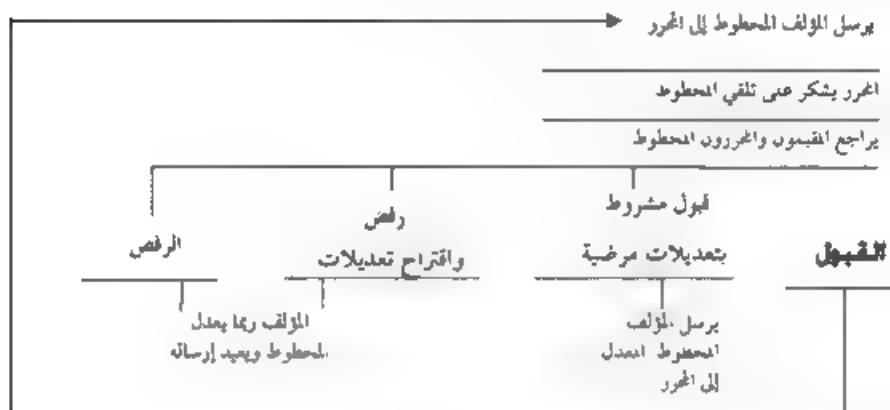 يرسل المؤلف المخطوط إلى المحرر
المحرر يشكر على تلقي المخطوط
يراجع المقيمون والمحررون المخطوط
قبول مشروط
بتعديلات مرضية
رفض
واقتراح تعديلات
الرفض
القبول
يرسل المؤلف
المخطوط المعدل
إلى المحرر
المؤلف ربما يعدل
المخطوط ويعيد إرساله